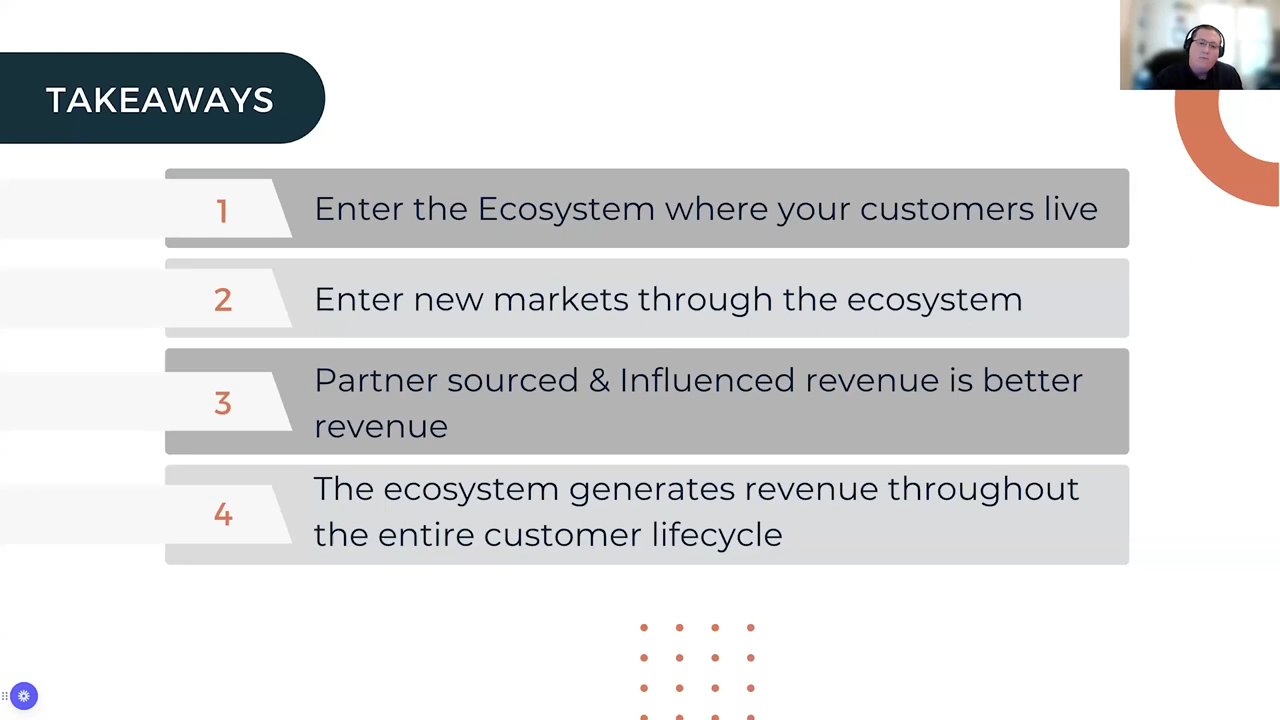 TAKEAWAYS
1
Enter the Ecosystem where your customers live
2
Enter new markets through the ecosystem
3
Partner sourced & Influenced revenue is better
revenue
4
The ecosystem generates revenue throughout
the entire customer lifecycle